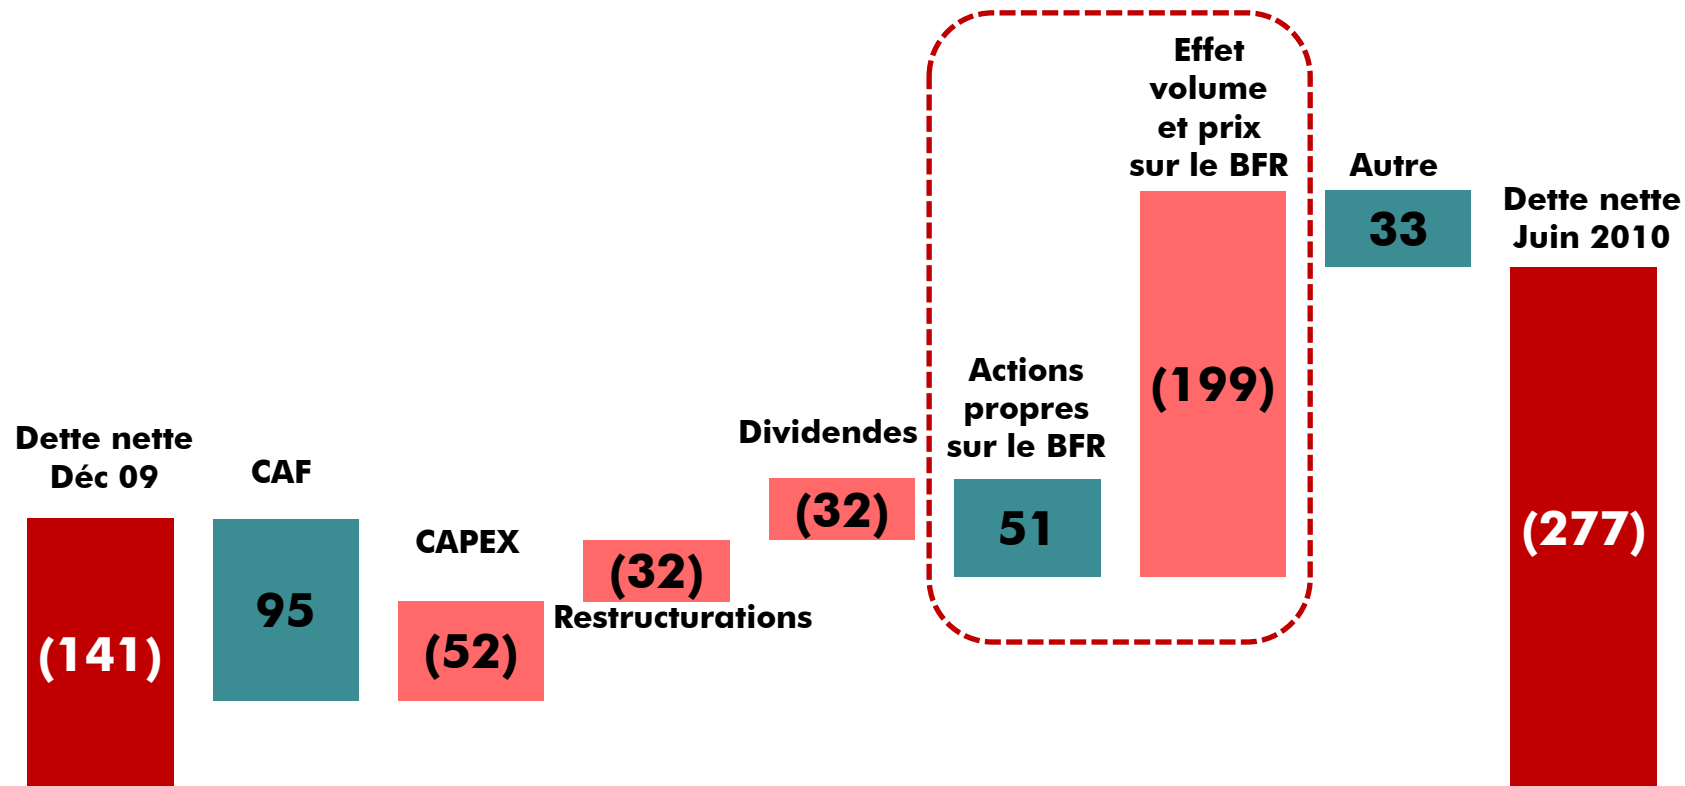 Dette nette
Déc 09
(141)
CAF
95
CAPEX
(52)
(32)
Restructurations
Dividendes
(32)
Actions
propres
sur le BFR
51
Effet
volume
et prix
sur le BFR
(199)
Autre
33
Dette nette
Juin 2010
(277)